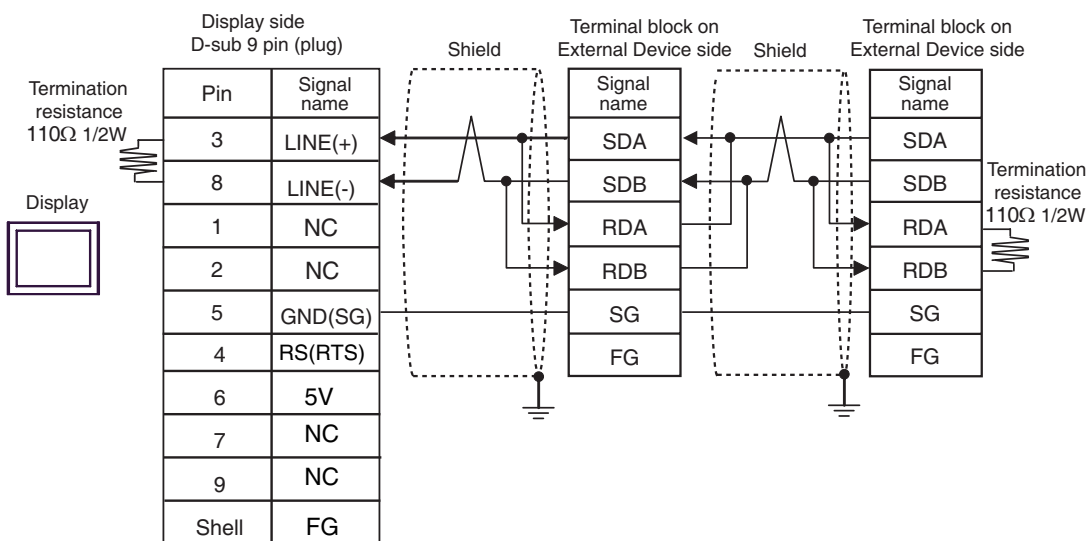 Display side
D-sub 9 pin (plug)
Shield
Terminal block on
External Device side
Shield
Terminal block on
External Device side
Termination
resistance
110Ω 1/2W
Display
Pin
Signal
name
3
LINE(+)
8
LINE(-)
1
NC
2
NC
5
GND(SG)
4
RS(RTS)
6
5V
7
NC
9
NC
Shell
FG
Signal
name
SDA
SDB
RDA
RDB
SG
FG
Signal
name
SDA
SDB
RDA
RDB
SG
FG
Termination
resistance
110Ω 1/2W